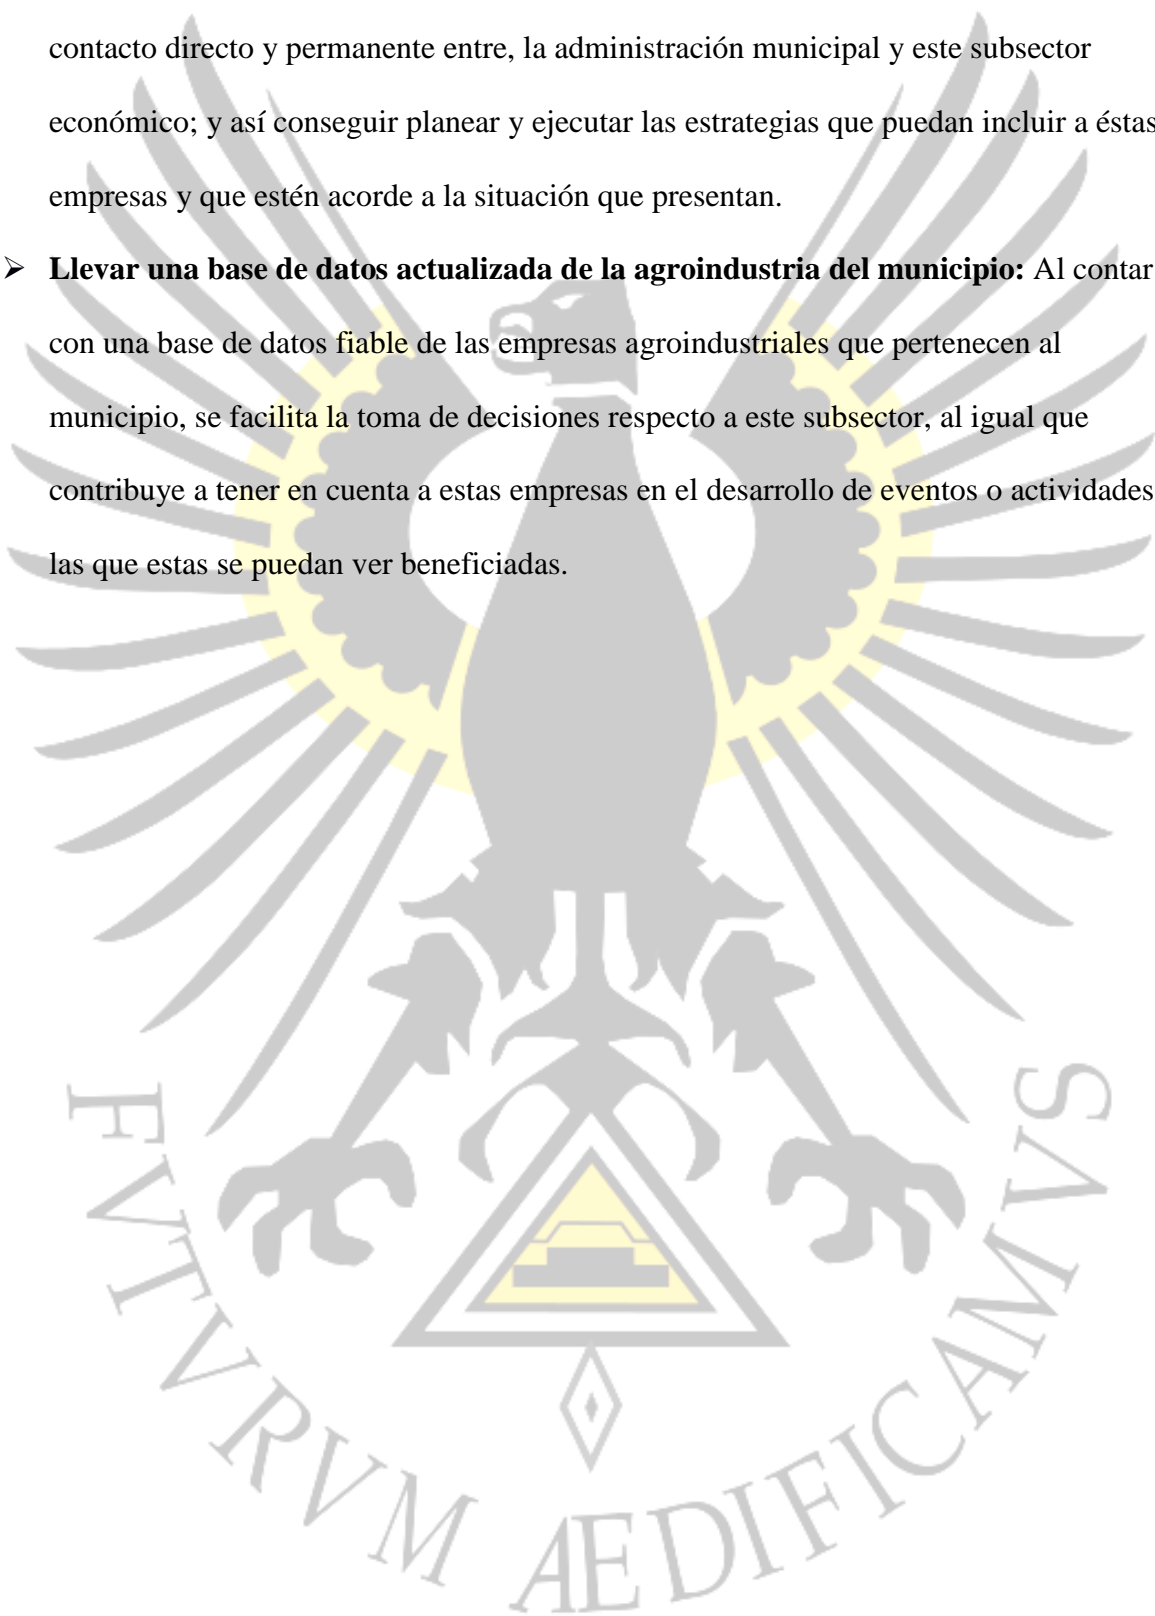 contacto directo y permanente entre, la administración municipal y este subsector
económico; y así conseguir planear y ejecutar las estrategias que puedan incluir a éstas
empresas y que estén acorde a la situación que presentan.
➢ Llevar una base de datos actualizada de la agroindustria del municipio: Al contar
con una base de datos fiable de las empresas agroindustriales que pertenecen al
municipio, se facilita la toma de decisiones respecto a este subsector, al igual que
contribuye a tener en cuenta a estas empresas en el desarrollo de eventos o actividades
las que estas se puedan ver beneficiadas.
FVTVRVM ÆDIFICAMVS